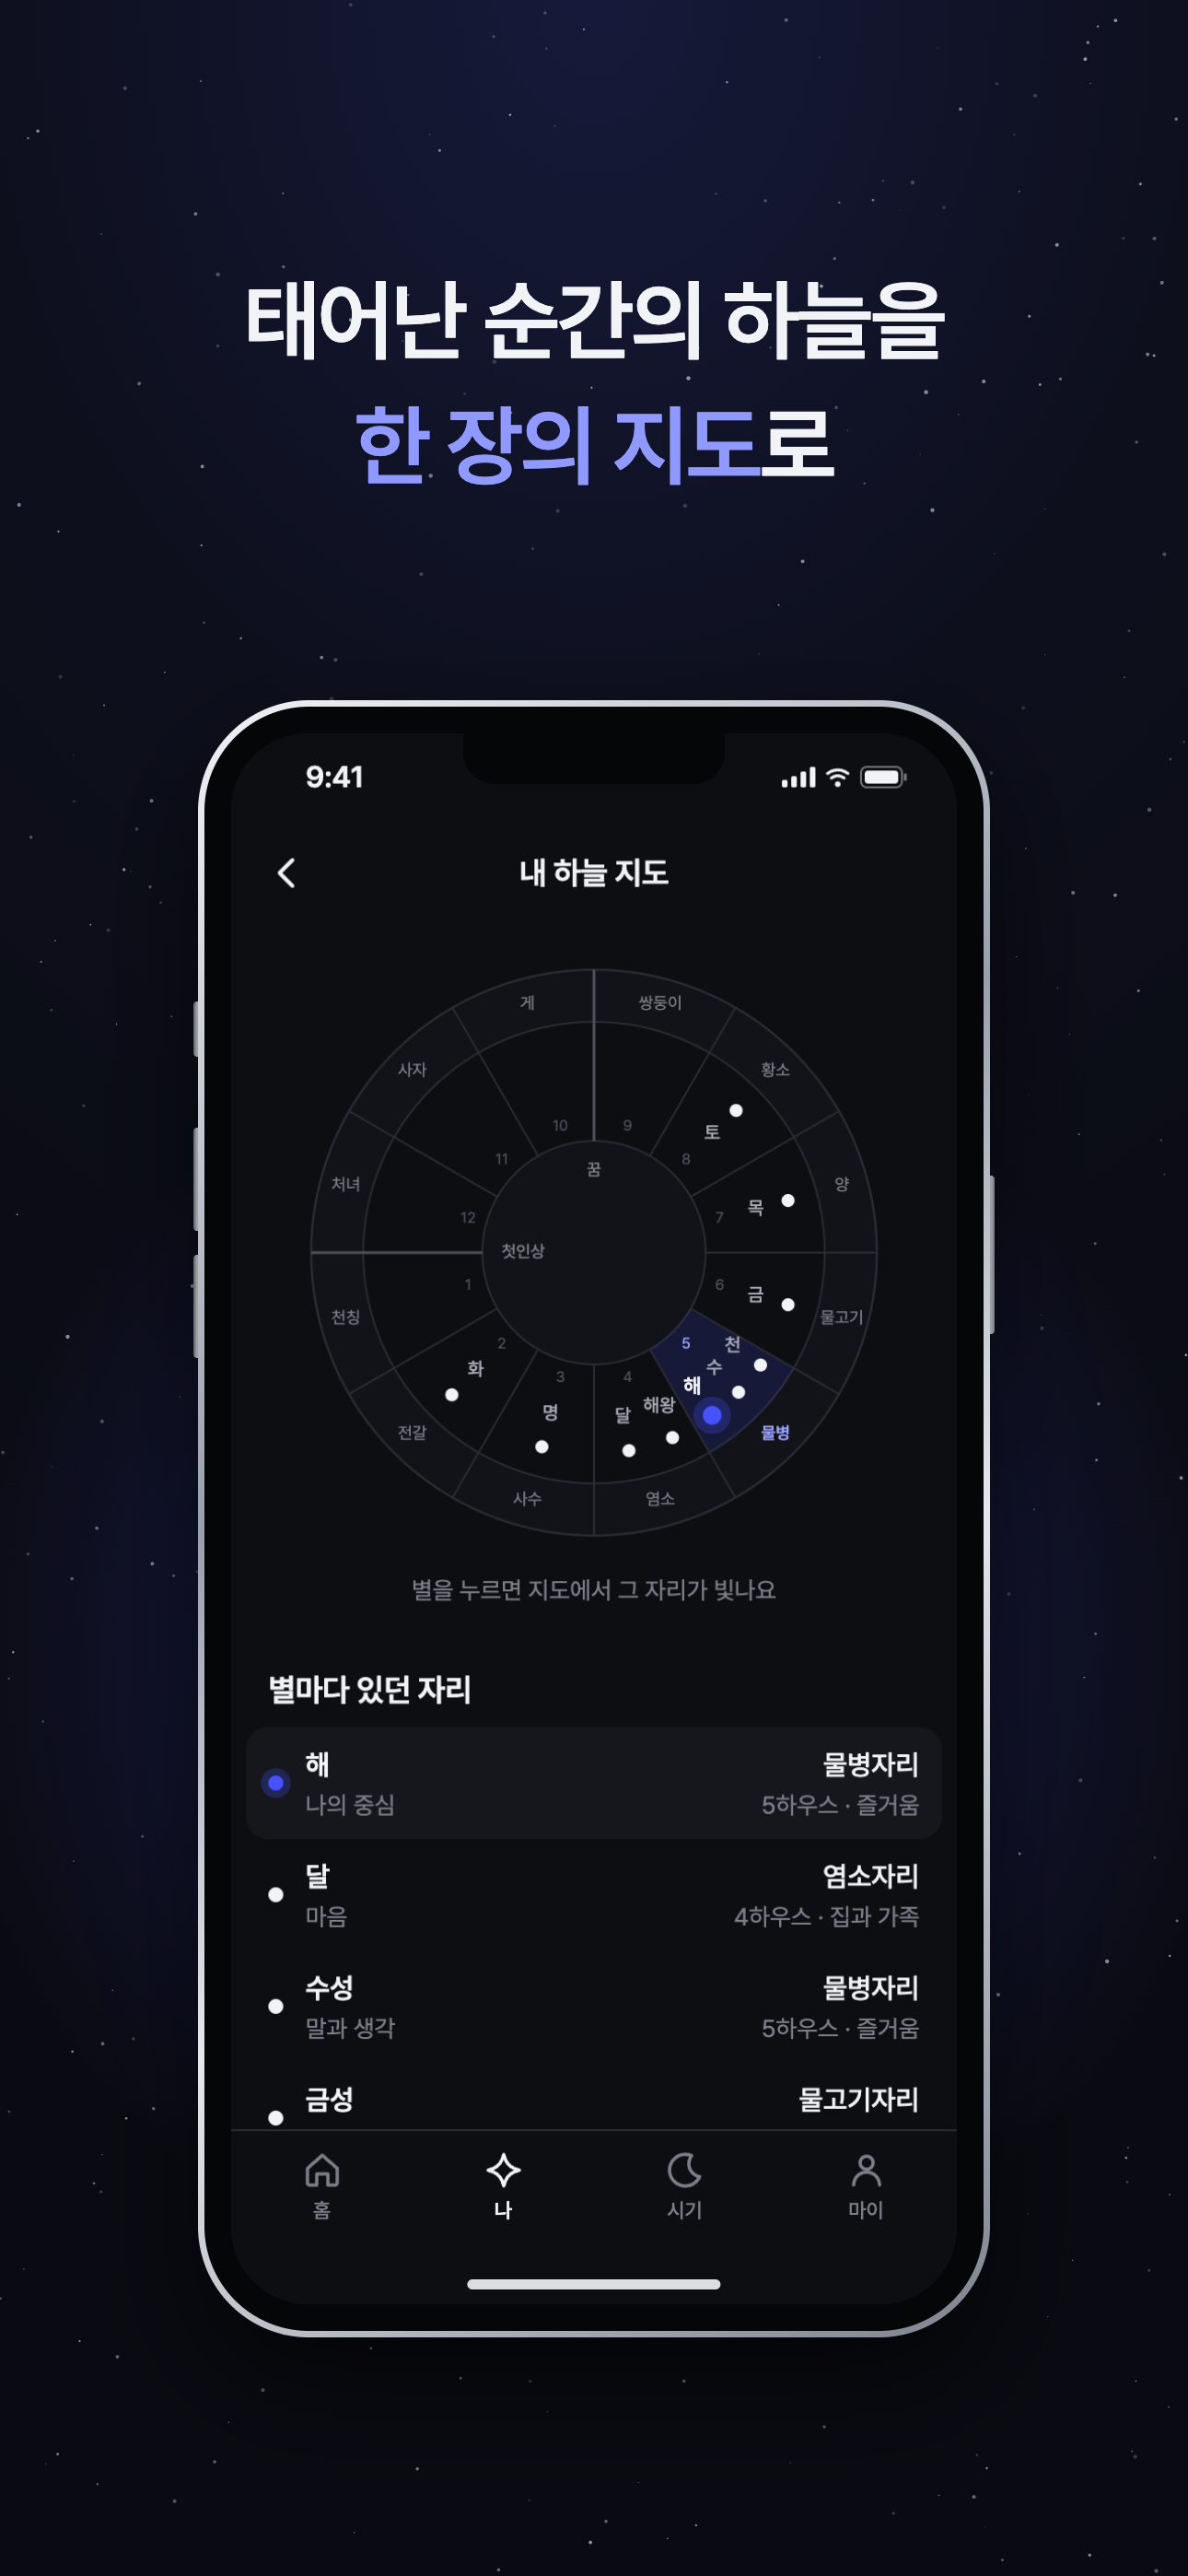 태어난 순간의 하늘을
한 장의 지도로
9:41
내 하늘 지도
게
쌍둥이
사자
황소
10
9
토
11
8
꿈
처녀
양
12
7
목
첫인상
1
6
금
천칭
물고기
2
5
천
화
수
3
4
해
명
달
해왕
전갈
물병
사수
염소
별을 누르면 지도에서 그 자리가 빛나요
별마다 있던 자리
해 물병자리
나의 중심 5하우스 · 즐거움
달 염소자리
마음 4하우스 · 집과 가족
수성 물병자리
말과 생각 5하우스 · 즐거움
금성 물고기자리
홈 나 시기 마이